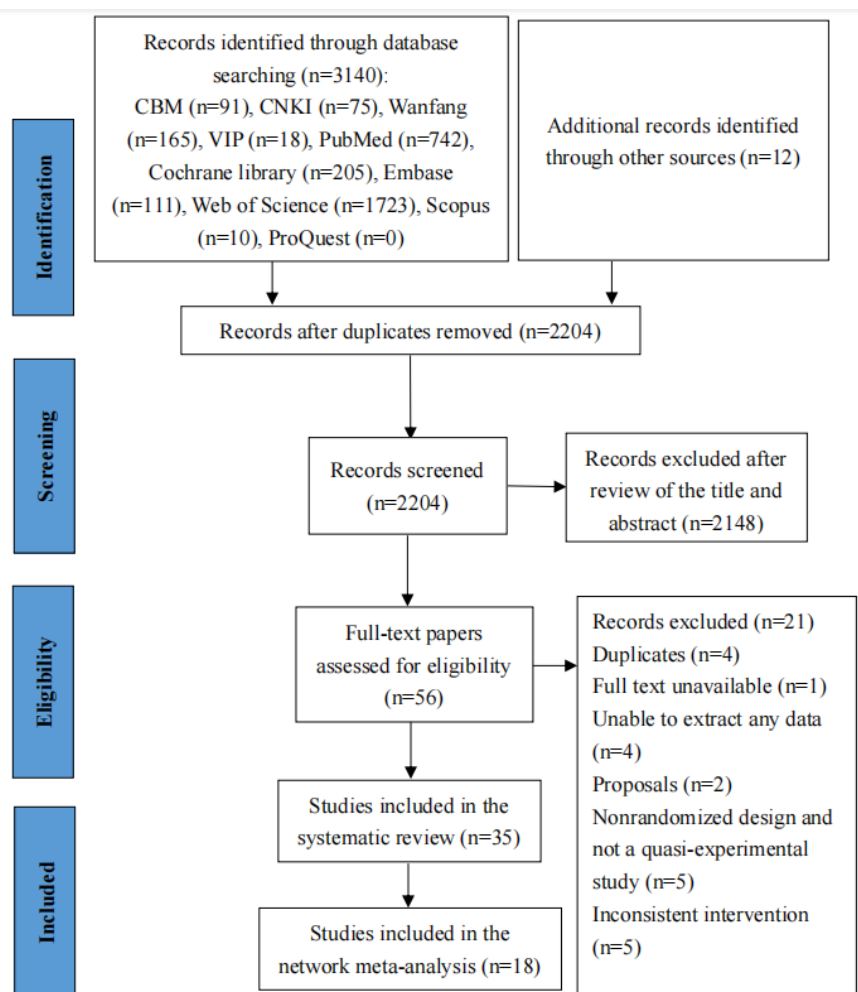 Records identified through database
searching (n=3140):
CBM (n=91), CNKI (n=75), Wanfang
(n=165), VIP (n=18), PubMed (n=742),
Cochrane library (n=205), Embase
(n=111), Web of Science (n=1723), Scopus
(n=10), ProQuest (n=0)
Additional records identified
through other sources (n=12)
Identification
Records after duplicates removed (n=2204)
Screening
Records screened
(n=2204)
Records excluded after
review of the title and
abstract (n=2148)
Eligibility
Full-text papers
assessed for eligibility
(n=56)
Records excluded (n=21)
Duplicates (n=4)
Full text unavailable (n=1)
Unable to extract any data
(n=4)
Proposals (n=2)
Nonrandomized design and
not a quasi-experimental
study (n=5)
Inconsistent intervention
(n=5)
Studies included in the
systematic review (n=35)
Included
Studies included in the
network meta-analysis (n=18)